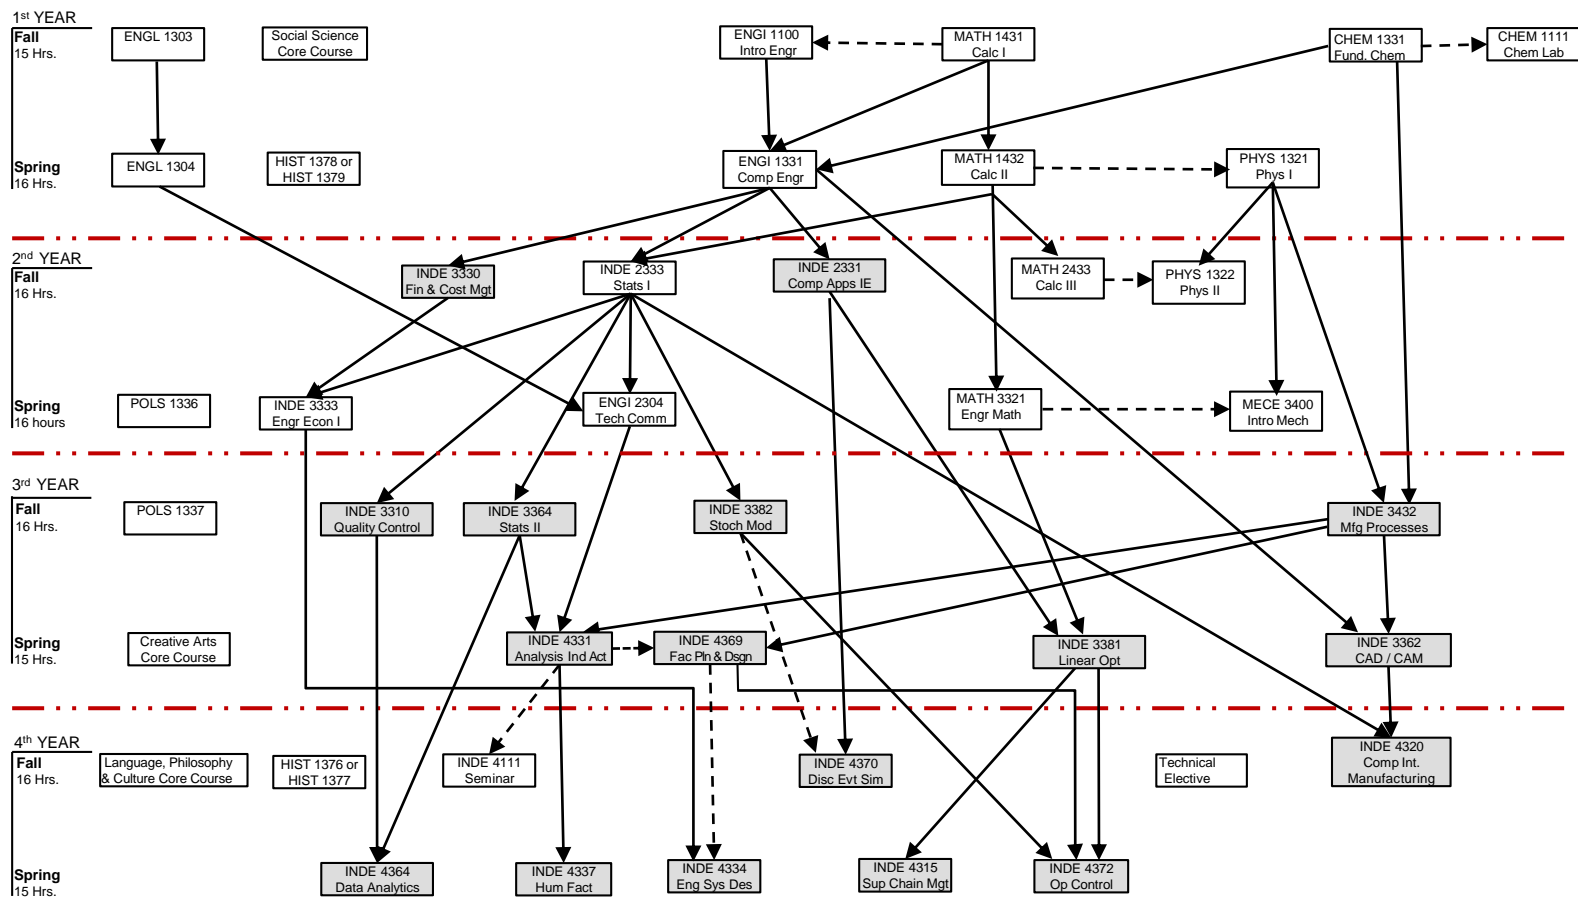 1st YEAR
Fall
15 Hrs.
ENGL 1303
Social Science
Core Course
ENGI 1100
Intro Engr
MATH 1431
Calc I
CHEM 1331
Fund. Chem
CHEM 1111
Chem Lab
Spring
16 Hrs.
ENGL 1304
HIST 1378 or
HIST 1379
ENGI 1331
Comp Engr
MATH 1432
Calc II
PHYS 1321
Phys I
2nd YEAR
Fall
16 Hrs.
INDE 3330
Fin & Cost Mgt
INDE 2333
Stats I
INDE 2331
Comp Apps IE
MATH 2433
Calc III
PHYS 1322
Phys II
Spring
16 hours
POLS 1336
INDE 3333
Engr Econ I
ENGI 2304
Tech Comm
MATH 3321
Engr Math
MECE 3400
Intro Mech
3rd YEAR
Fall
16 Hrs.
POLS 1337
INDE 3310
Quality Control
INDE 3364
Stats II
INDE 3382
Stoch Mod
INDE 3432
Mfg Processes
Spring
15 Hrs.
Creative Arts
Core Course
INDE 4331
Analysis Ind Act
INDE 4369
Fac Pln & Dsgn
INDE 3381
Linear Opt
INDE 3362
CAD / CAM
4th YEAR
Fall
16 Hrs.
Language, Philosophy
& Culture Core Course
HIST 1376 or
HIST 1377
INDE 4111
Seminar
INDE 4370
Disc Evt Sim
Technical
Elective
INDE 4320
Comp Int.
Manufacturing
Spring
15 Hrs.
INDE 4364
Data Analytics
INDE 4337
Hum Fact
INDE 4334
Eng Sys Des
INDE 4315
Sup Chain Mgt
INDE 4372
Op Control